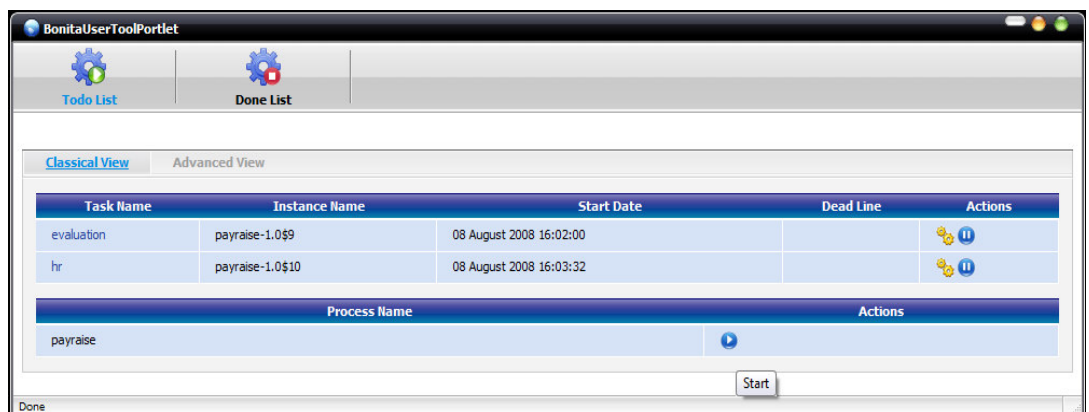 BonitaUserToolPortlet
Todo List Done List
Classical View Advanced View
Task Name Instance Name Start Date Dead Line Actions
evaluation payraise-1.0$9 08 August 2008 16:02:00
hr payraise-1.0$10 08 August 2008 16:03:32
Process Name Actions
payraise
Start
Done